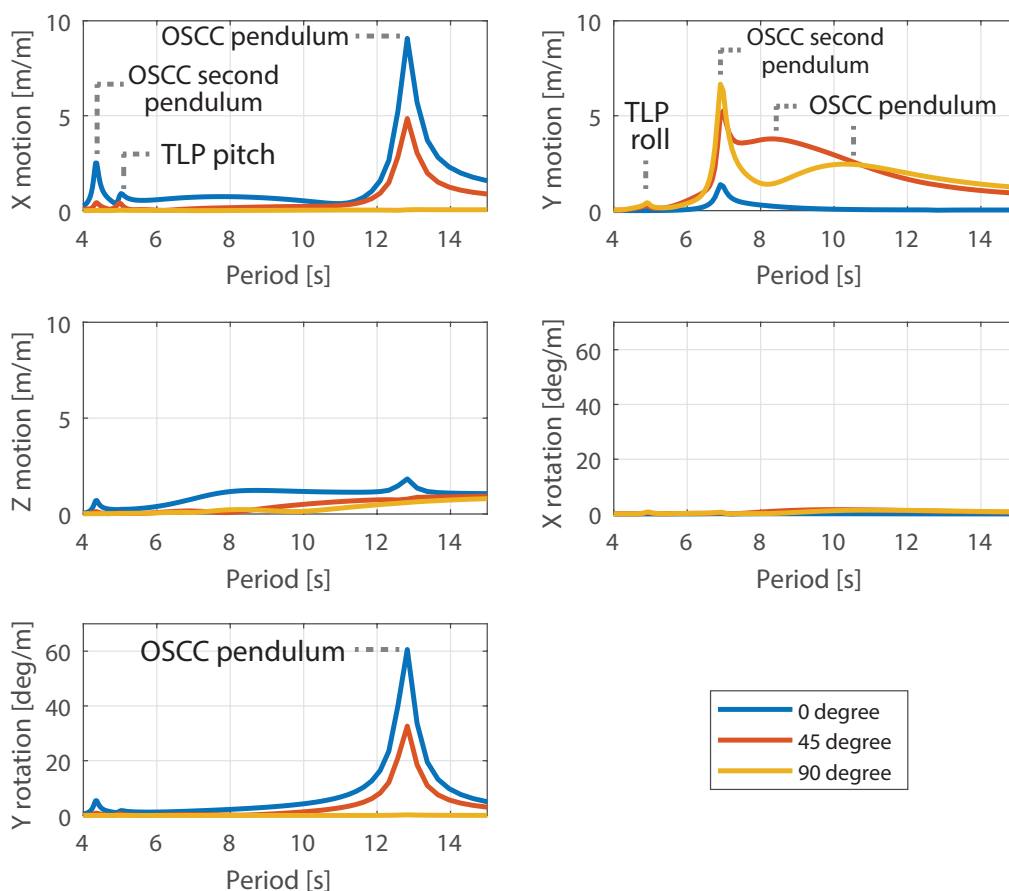 X motion [m/m]
10
5
0
OSCC pendulum
OSCC second
pendulum
TLP pitch
4 6 8 10 12 14
Period [s]
Y motion [m/m]
10
5
0
OSCC second
pendulum
TLP
roll
OSCC pendulum
4 6 8 10 12 14
Period [s]
Z motion [m/m]
10
5
0
4 6 8 10 12 14
Period [s]
X rotation [deg/m]
60
40
20
0
4 6 8 10 12 14
Period [s]
Y rotation [deg/m]
60
40
20
0
OSCC pendulum
4 6 8 10 12 14
Period [s]
0 degree
45 degree
90 degree